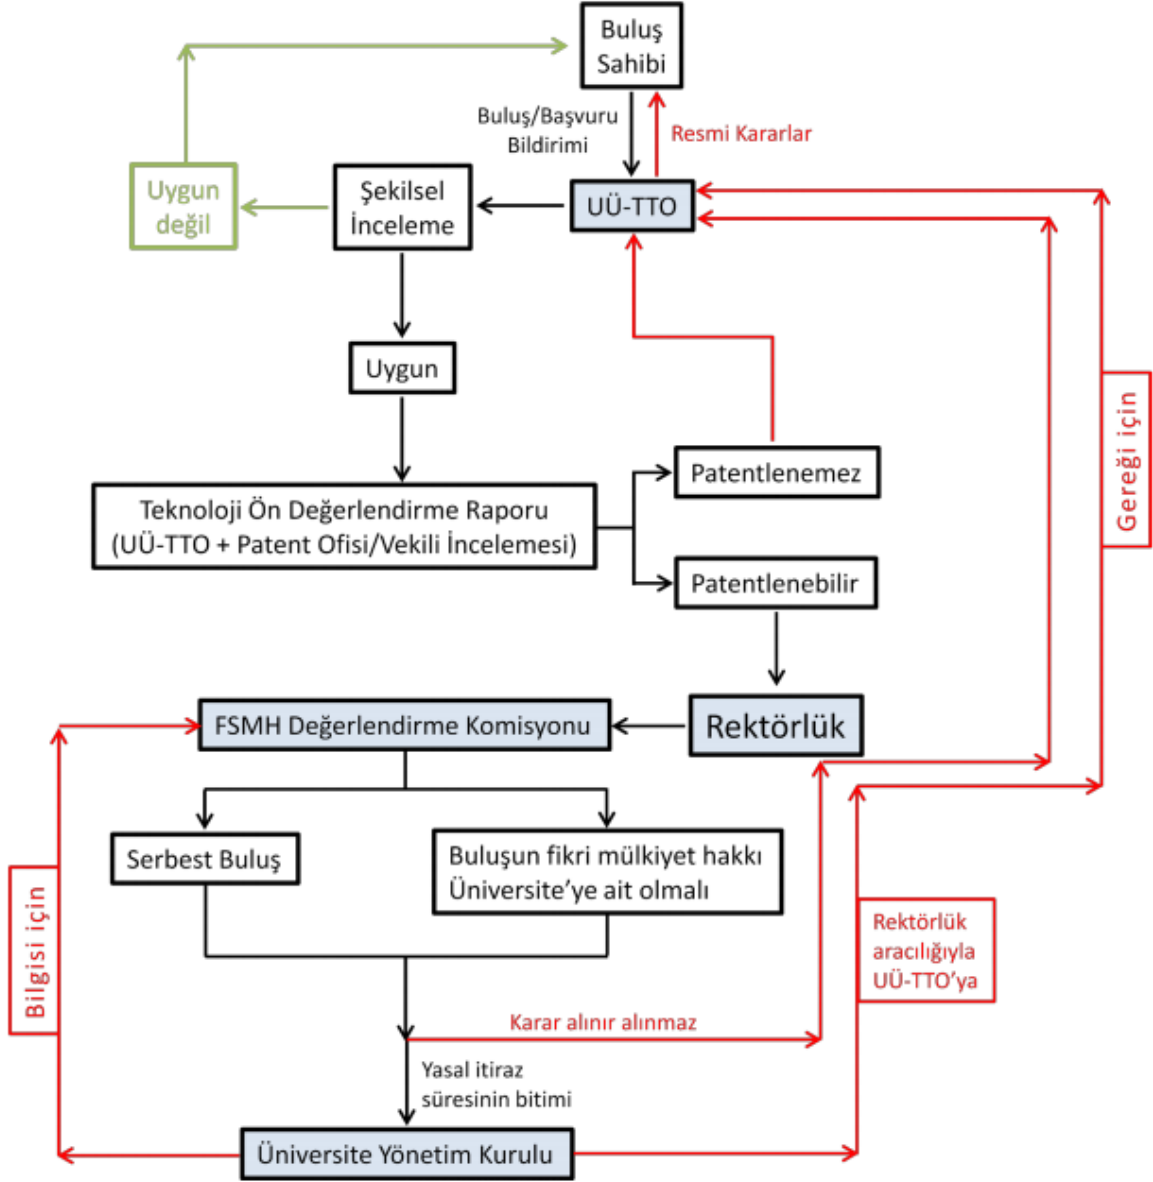 Buluş
Sahibi
Buluş/Başvuru
Bildirimi
Resmi Kararlar
Uygun
değil
Şekilsel
İnceleme
UÜ-TTO
Uygun
Gereği için
Patentlenemez
Teknoloji Ön Değerlendirme Raporu
(UÜ-TTO + Patent Ofisi/Vekili İncelemesi)
Patentlenebilir
FSMH Değerlendirme Komisyonu
Rektörlük
Serbest Buluş
Buluşun fikri mülkiyet hakkı
Üniversite’ye ait olmalı
Bilgisi için
Rektörlük
aracılığıyla
UÜ-TTO’ya
Karar alınır alınmaz
Yasal itiraz
süresinin bitimi
Üniversite Yönetim Kurulu